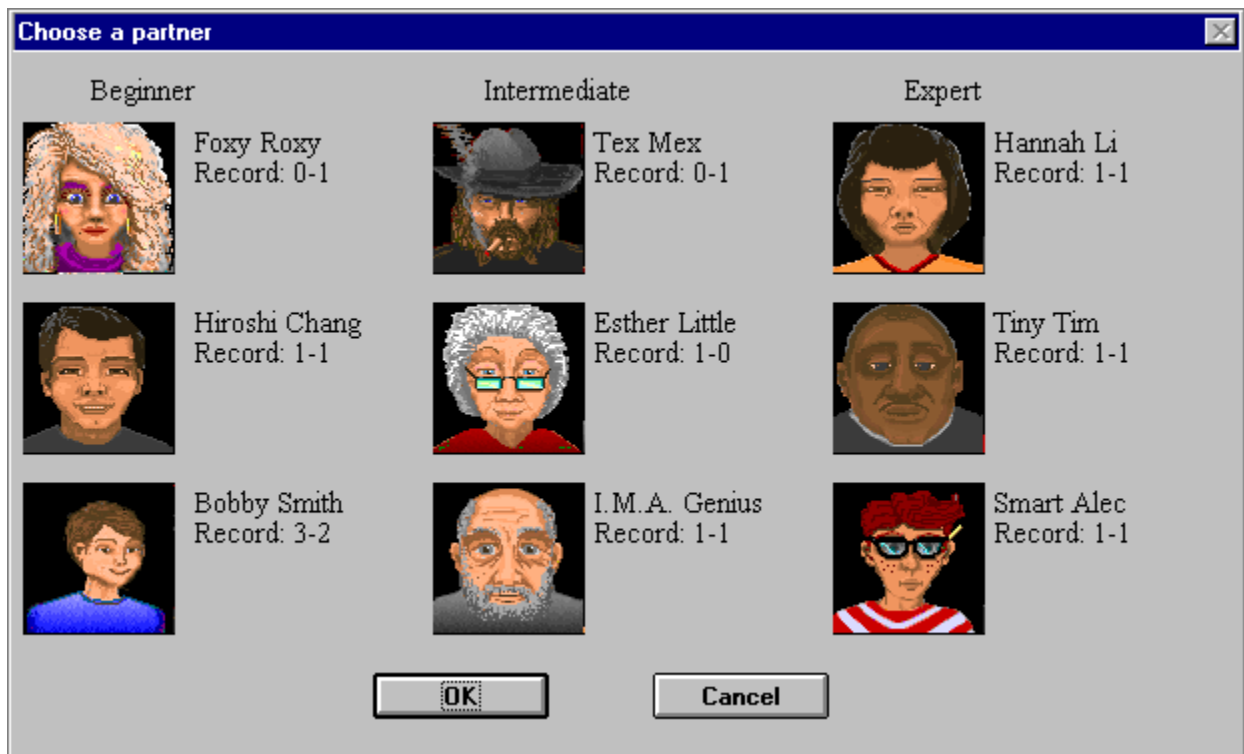 Choose a partner
Beginner
Intermediate
Expert
Foxy Roxy
Record: 0-1
Tex Mex
Record: 0-1
Hannah Li
Record: 1-1
Hiroshi Chang
Record: 1-1
Esther Little
Record: 1-0
Tiny Tim
Record: 1-1
Bobby Smith
Record: 3-2
I.M.A. Genius
Record: 1-1
Smart Alec
Record: 1-1
OK
Cancel